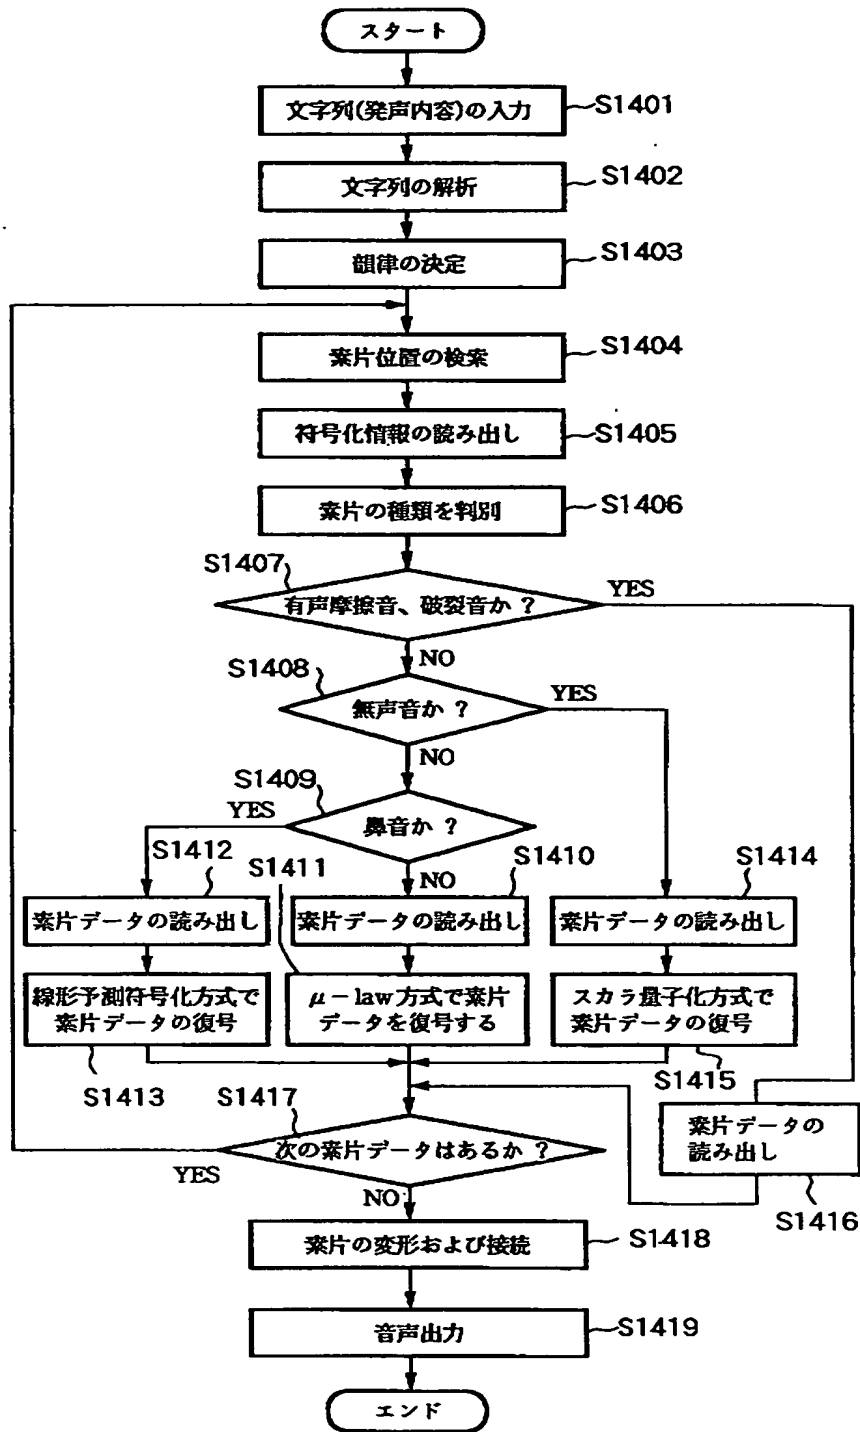 スタート
文字列(発声内容)の入力
S1401
文字列の解析
S1402
韻律の決定
S1403
素片位置の検索
S1404
符号化情報の読み出し
S1405
素片の種類を判別
S1406
S1407
有声摩擦音、破裂音か ?
YES
NO
S1408
無声音か ?
YES
NO
S1409
鼻音か ?
YES
NO
S1412
S1411
S1410
S1414
素片データの読み出し
素片データの読み出し
素片データの読み出し
線形予測符号化方式で
素片データの復号
μ-law方式で素片
データを復号する
スカラ量子化方式で
素片データの復号
S1413
S1415
S1417
次の素片データはあるか ?
YES
NO
素片データの
読み出し
S1416
素片の変形および接続
S1418
音声出力
S1419
エンド